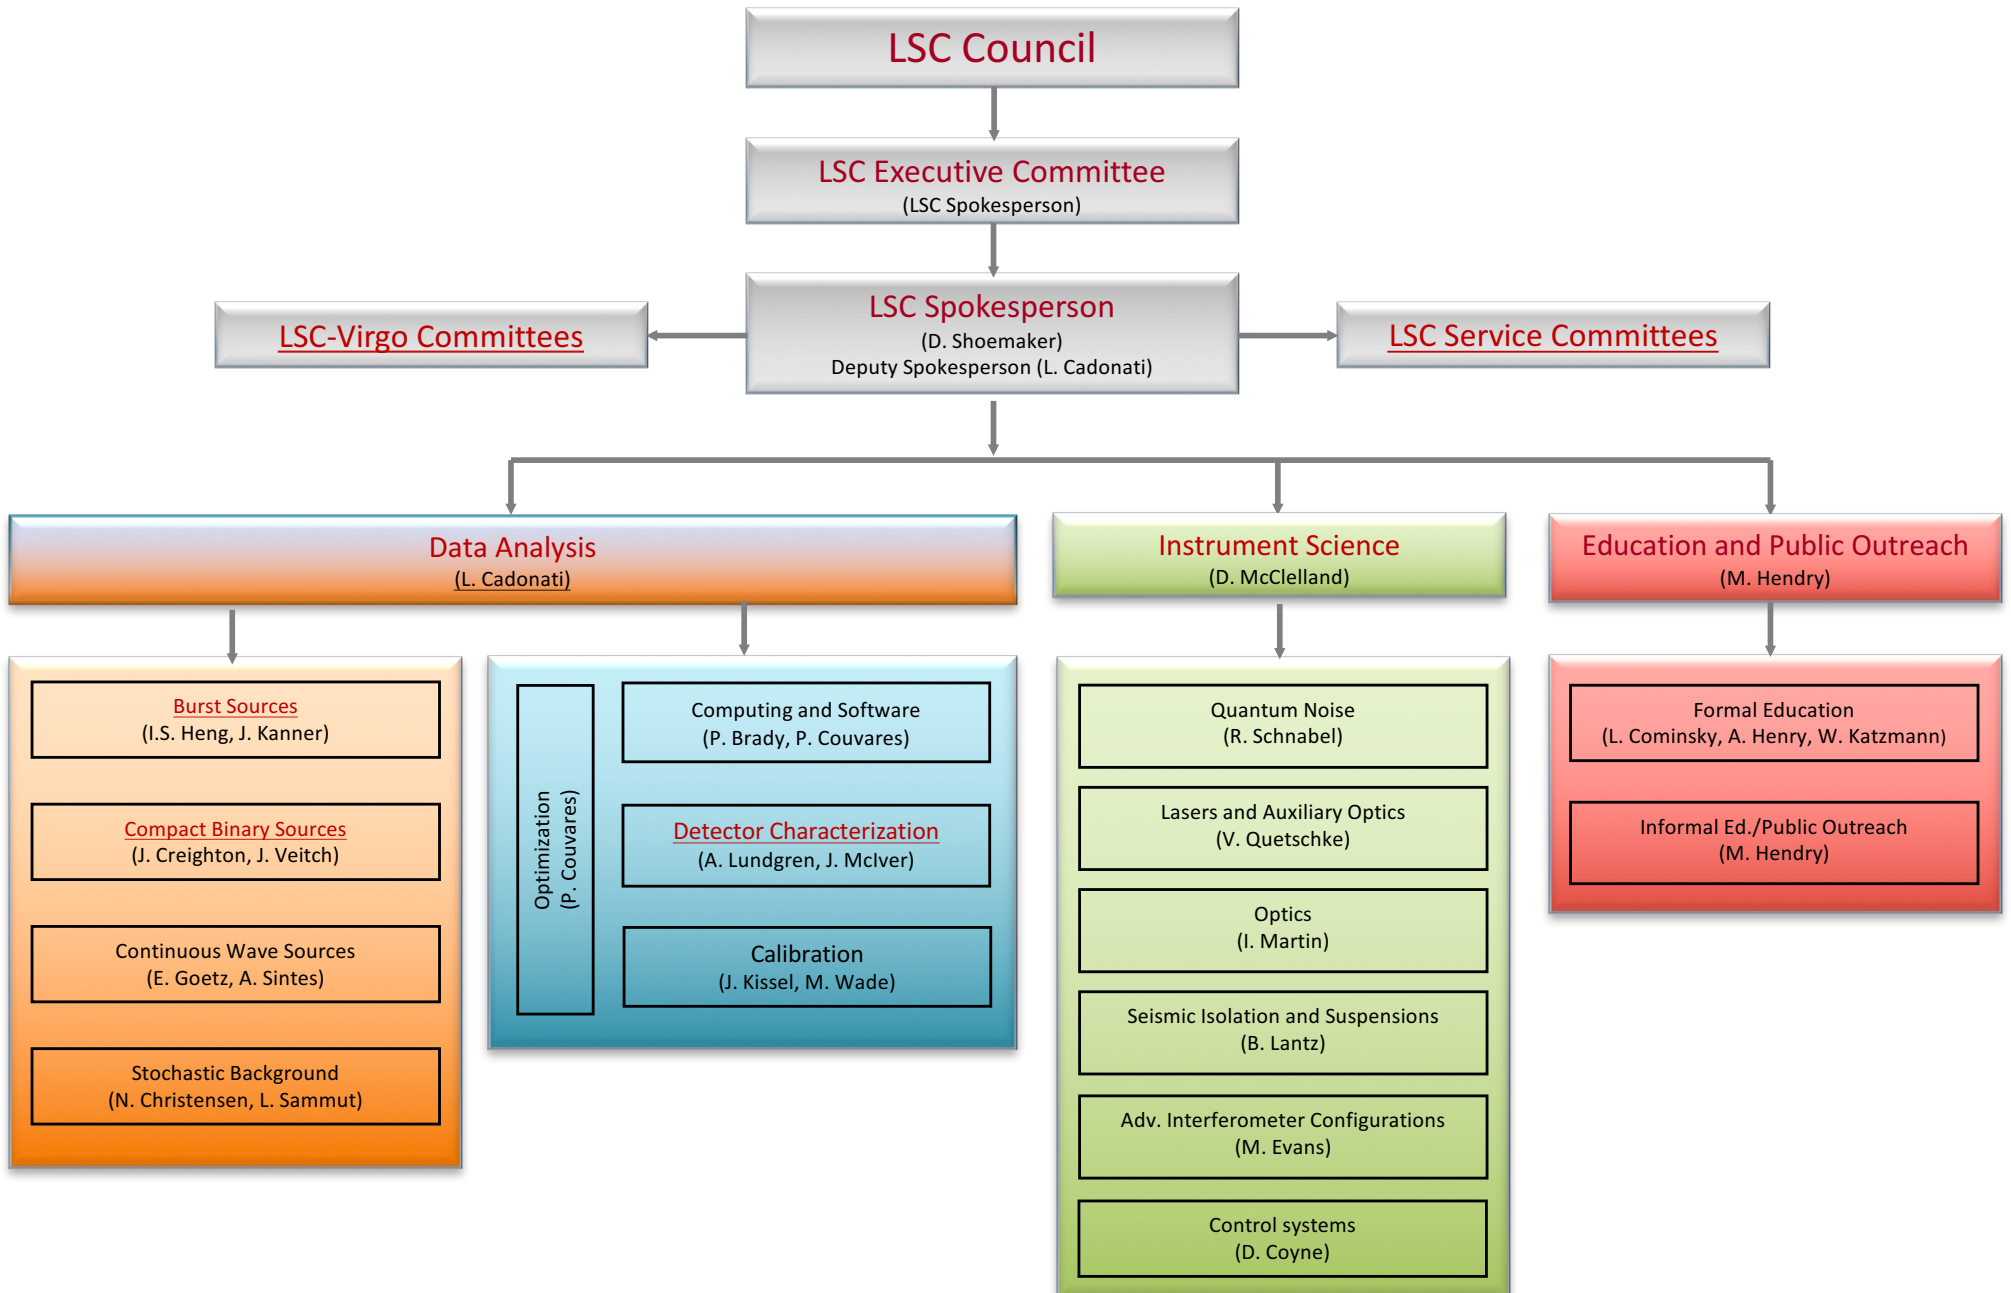 LSC Council
LSC Executive Committee
(LSC Spokesperson)
LSC Spokesperson
(D. Shoemaker)
Deputy Spokesperson (L. Cadonati)
LSC-Virgo Committees
LSC Service Committees
Data Analysis
(L. Cadonati)
Instrument Science
(D. McClelland)
Education and Public Outreach
(M. Hendry)
Burst Sources
(I.S. Heng, J. Kanner)
Compact Binary Sources
(J. Creighton, J. Veitch)
Continuous Wave Sources
(E. Goetz, A. Sintes)
Stochastic Background
(N. Christensen, L. Sammut)
Optimization
(P. Couvares)
Computing and Software
(P. Brady, P. Couvares)
Detector Characterization
(A. Lundgren, J. McIver)
Calibration
(J. Kissel, M. Wade)
Quantum Noise
(R. Schnabel)
Lasers and Auxiliary Optics
(V. Quetschke)
Optics
(I. Martin)
Seismic Isolation and Suspensions
(B. Lantz)
Adv. Interferometer Configurations
(M. Evans)
Control systems
(D. Coyne)
Formal Education
(L. Cominsky, A. Henry, W. Katzmann)
Informal Ed./Public Outreach
(M. Hendry)